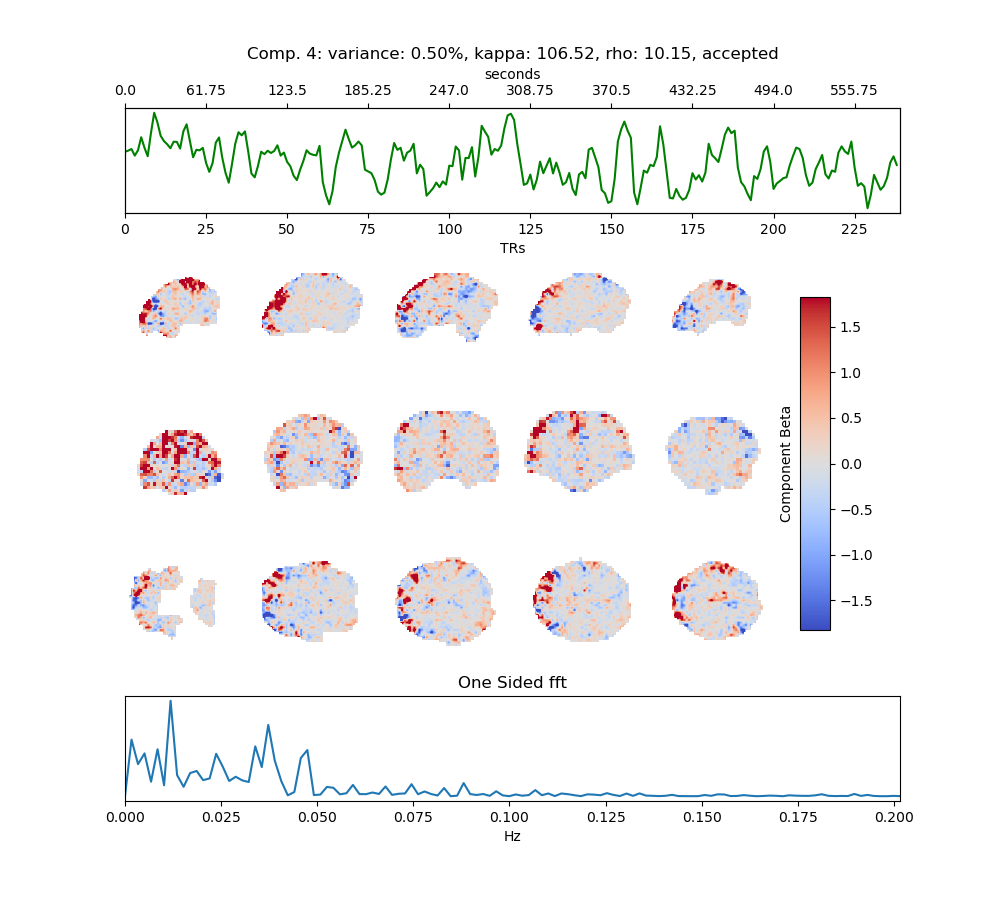 Comp. 4: variance: 0.50%, kappa: 106.52, rho: 10.15, accepted
seconds
0.0 61.75 123.5 185.25 247.0 308.75 370.5 432.25 494.0 555.75
0 25 50 75 100 125 150 175 200 225
TRs
1.5
1.0
0.5
0.0
−0.5
−1.0
−1.5
Component Beta
One Sided fft
0.000 0.025 0.050 0.075 0.100 0.125 0.150 0.175 0.200
Hz